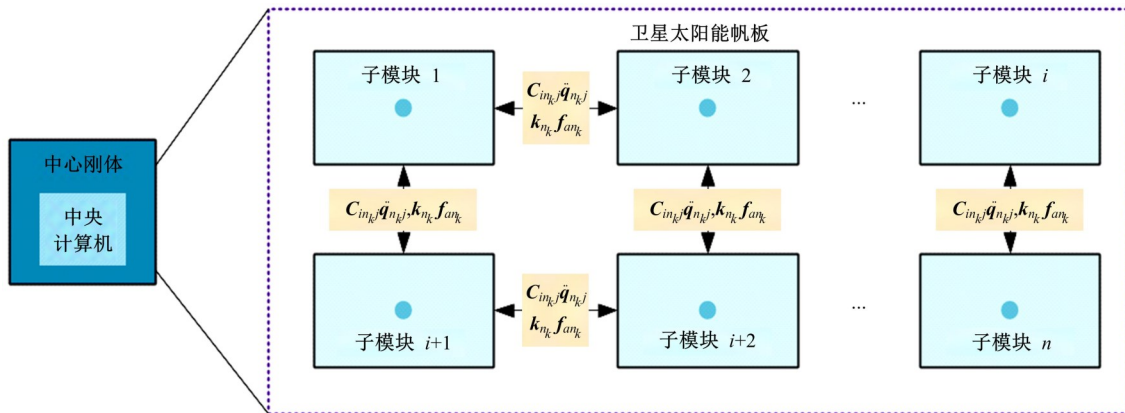 卫星太阳能帆板
子模块 1
子模块 2
子模块 i
...
C_{in_kj}q̈_{n_kj}
k_{n_k}f_{an_k}
中心刚体
中央
计算机
C_{in_kj}q̈_{n_kj},k_{n_k}f_{an_k}
C_{in_kj}q̈_{n_kj},k_{n_k}f_{an_k}
C_{in_kj}q̈_{n_kj},k_{n_k}f_{an_k}
C_{in_kj}q̈_{n_kj}
k_{n_k}f_{an_k}
...
子模块 i+1
子模块 i+2
子模块 n